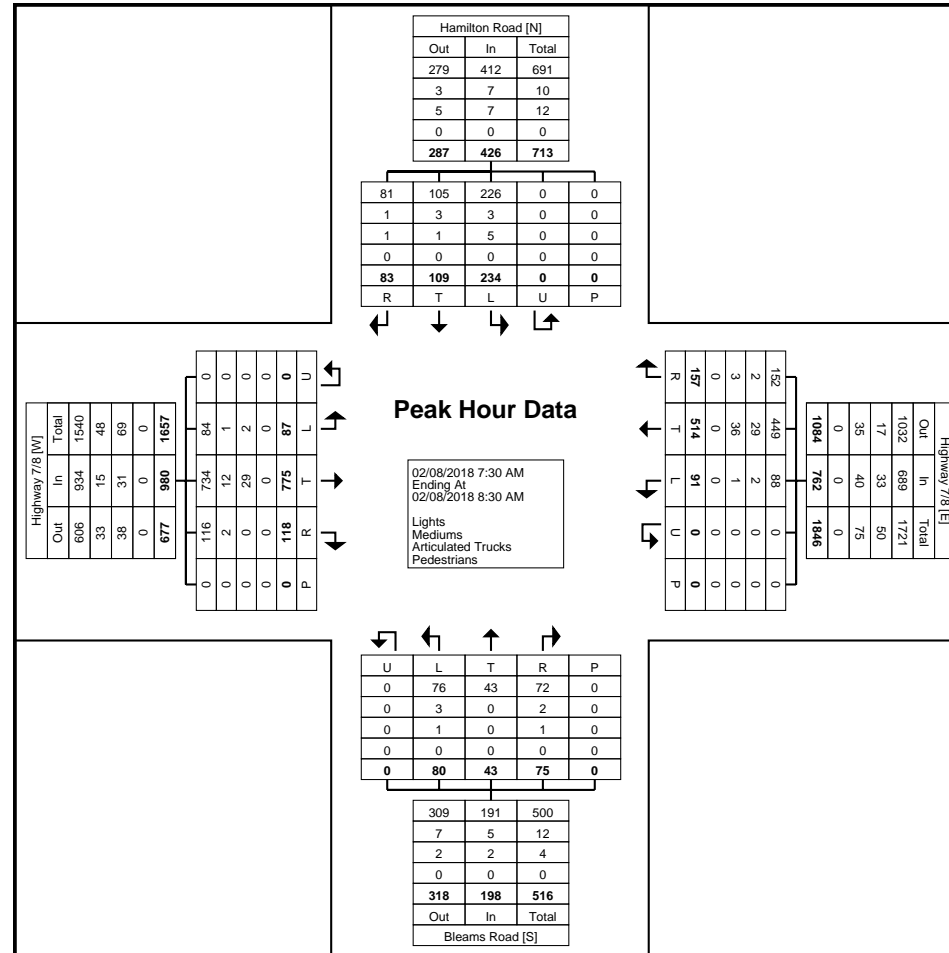 Hamilton Road [N]
Out In Total
279 412 691
3 7 10
5 7 12
0 0 0
287 426 713
81 105 226 0 0
1 3 3 0 0
1 1 5 0 0
0 0 0 0 0
83 109 234 0 0
R T L U P
Highway 7/8 [W]
Total In Out
1540 934 606
48 15 33
69 31 38
0 0 0
1657 980 677
0 84 734 116 0
0 1 12 2 0
0 2 29 0 0
0 0 0 0 0
0 87 775 118 0
U L T R P
Peak Hour Data
02/08/2018 7:30 AM
Ending At
02/08/2018 8:30 AM
Lights
Mediums
Articulated Trucks
Pedestrians
R T L U P
157 514 91 0 0
0 0 0 0 0
3 36 1 0 0
2 29 2 0 0
152 449 88 0 0
1084 762 1846
0 0 0
35 40 75
17 33 50
1032 689 1721
Out In Total
Highway 7/8 [E]
U L T R P
0 76 43 72 0
0 3 0 2 0
0 1 0 1 0
0 0 0 0 0
0 80 43 75 0
309 191 500
7 5 12
2 2 4
0 0 0
318 198 516
Out In Total
Bleams Road [S]